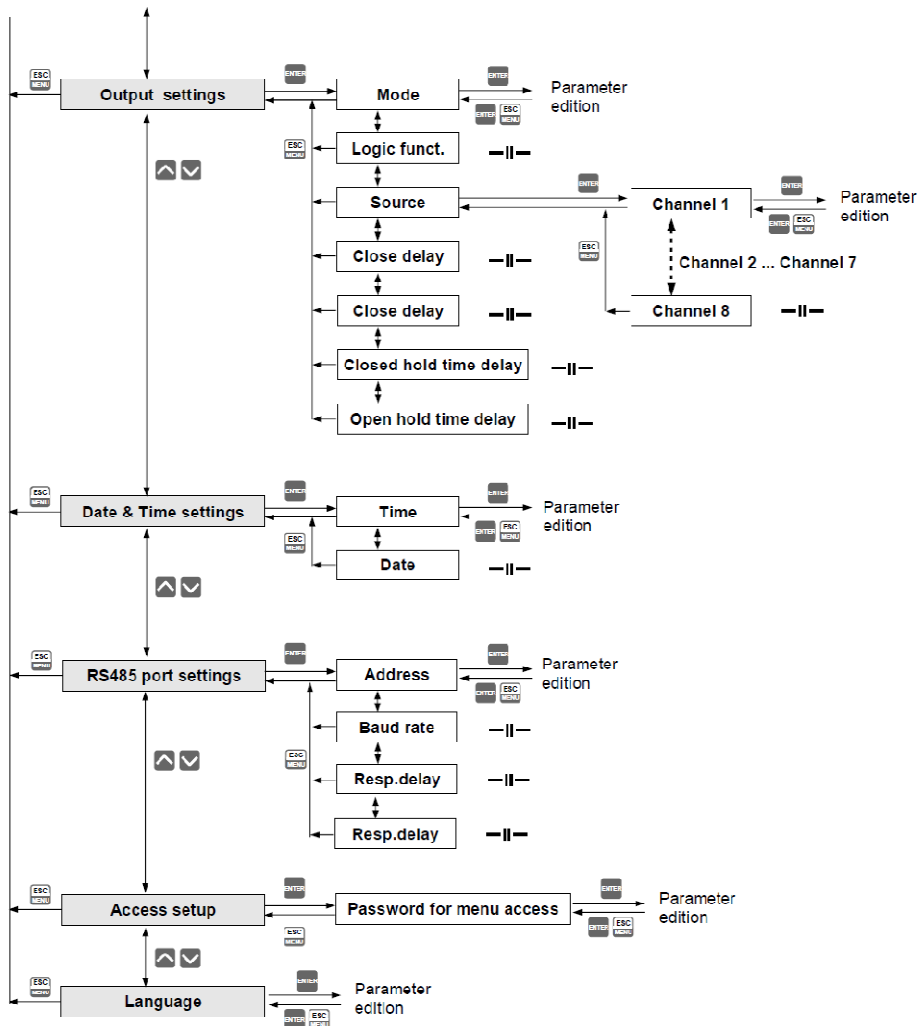 ESC
MENU
Output settings
ENTER
Mode
ENTER
ENTER
ESC
MENU
Parameter
edition
ESC
MENU
Logic funct.
Source
ENTER
Channel 1
ENTER
ENTER
ESC
MENU
Parameter
edition
ESC
MENU
Close delay
Channel 2 ... Channel 7
Close delay
Channel 8
Closed hold time delay
Open hold time delay
ESC
MENU
Date & Time settings
ENTER
Time
ENTER
ENTER
ESC
MENU
Parameter
edition
ESC
MENU
Date
ESC
MENU
RS485 port settings
ENTER
Address
ENTER
ENTER
ESC
MENU
Parameter
edition
Baud rate
ESC
MENU
Resp.delay
Resp.delay
ESC
MENU
Access setup
ENTER
ESC
MENU
Password for menu access
ENTER
ENTER
ESC
MENU
Parameter
edition
ESC
MENU
Language
ENTER
ENTER
ESC
MENU
Parameter
edition